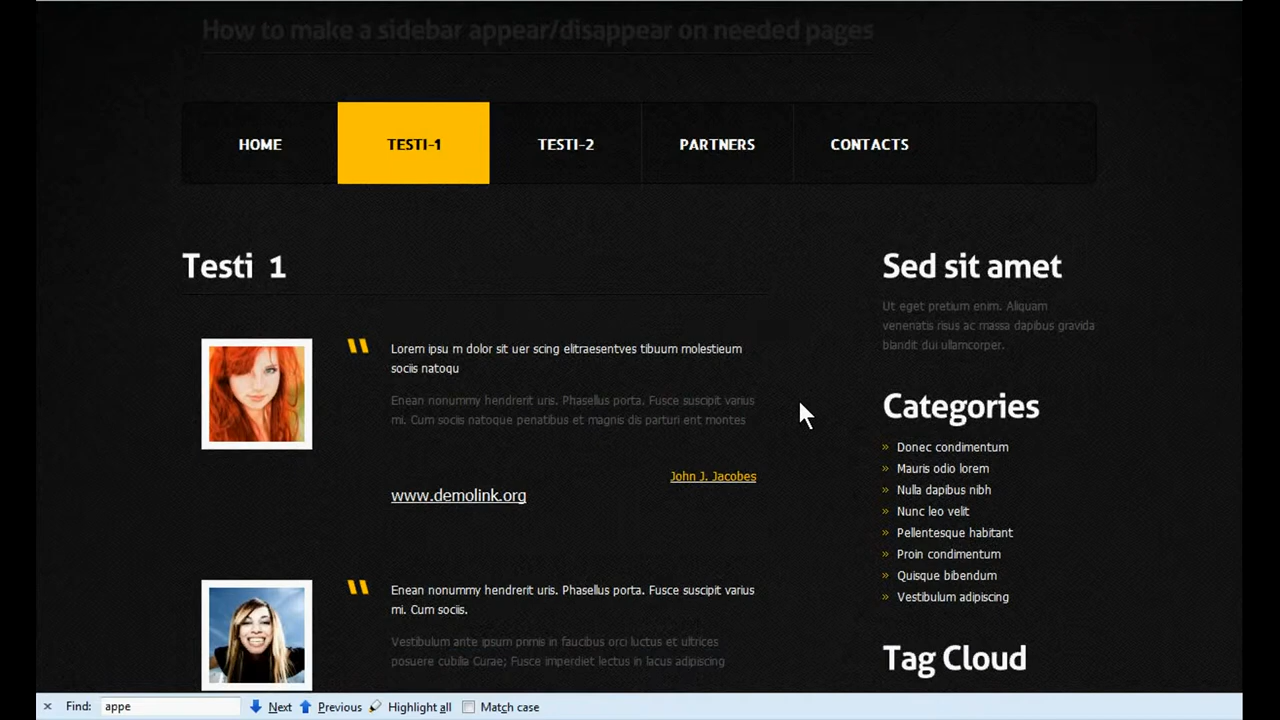 How to make a sidebar appear/disappear on needed pages
HOME
TESTI-1
TESTI-2
PARTNERS
CONTACTS
Testi 1
Lorem ipsu m dolor sit uer scing elitraesentves tibuum molestieum
sociis natoqu
Enean nonummy hendrerit uris. Phasellus porta. Fusce suscipit varius
mi. Cum sociis natoque penatibus et magnis dis parturi ent montes
John J. Jacobes
www.demolink.org
Enean nonummy hendrerit uris. Phasellus porta. Fusce suscipit varius
mi. Cum sociis.
Vestibulum ante ipsum pnmis in faucibus orci luctus et ultrices
posuere cubilia Curae; Fusce imperdiet lectus in lacus adipiscing
Sed sit amet
Ut eget pretium enim. Aliquam
venenatis risus ac massa dapibus gravida
blandit dui ullamcorper.
Categories
» Donec condimentum
» Mauris odio lorem
» Nulla dapibus nibh
» Nunc leo velit
» Pellentesque habitant
» Proin condimentum
» Quisque bibendum
» Vestibulum adipiscing
Tag Cloud
Find: appe Next Previous Highlight all Match case